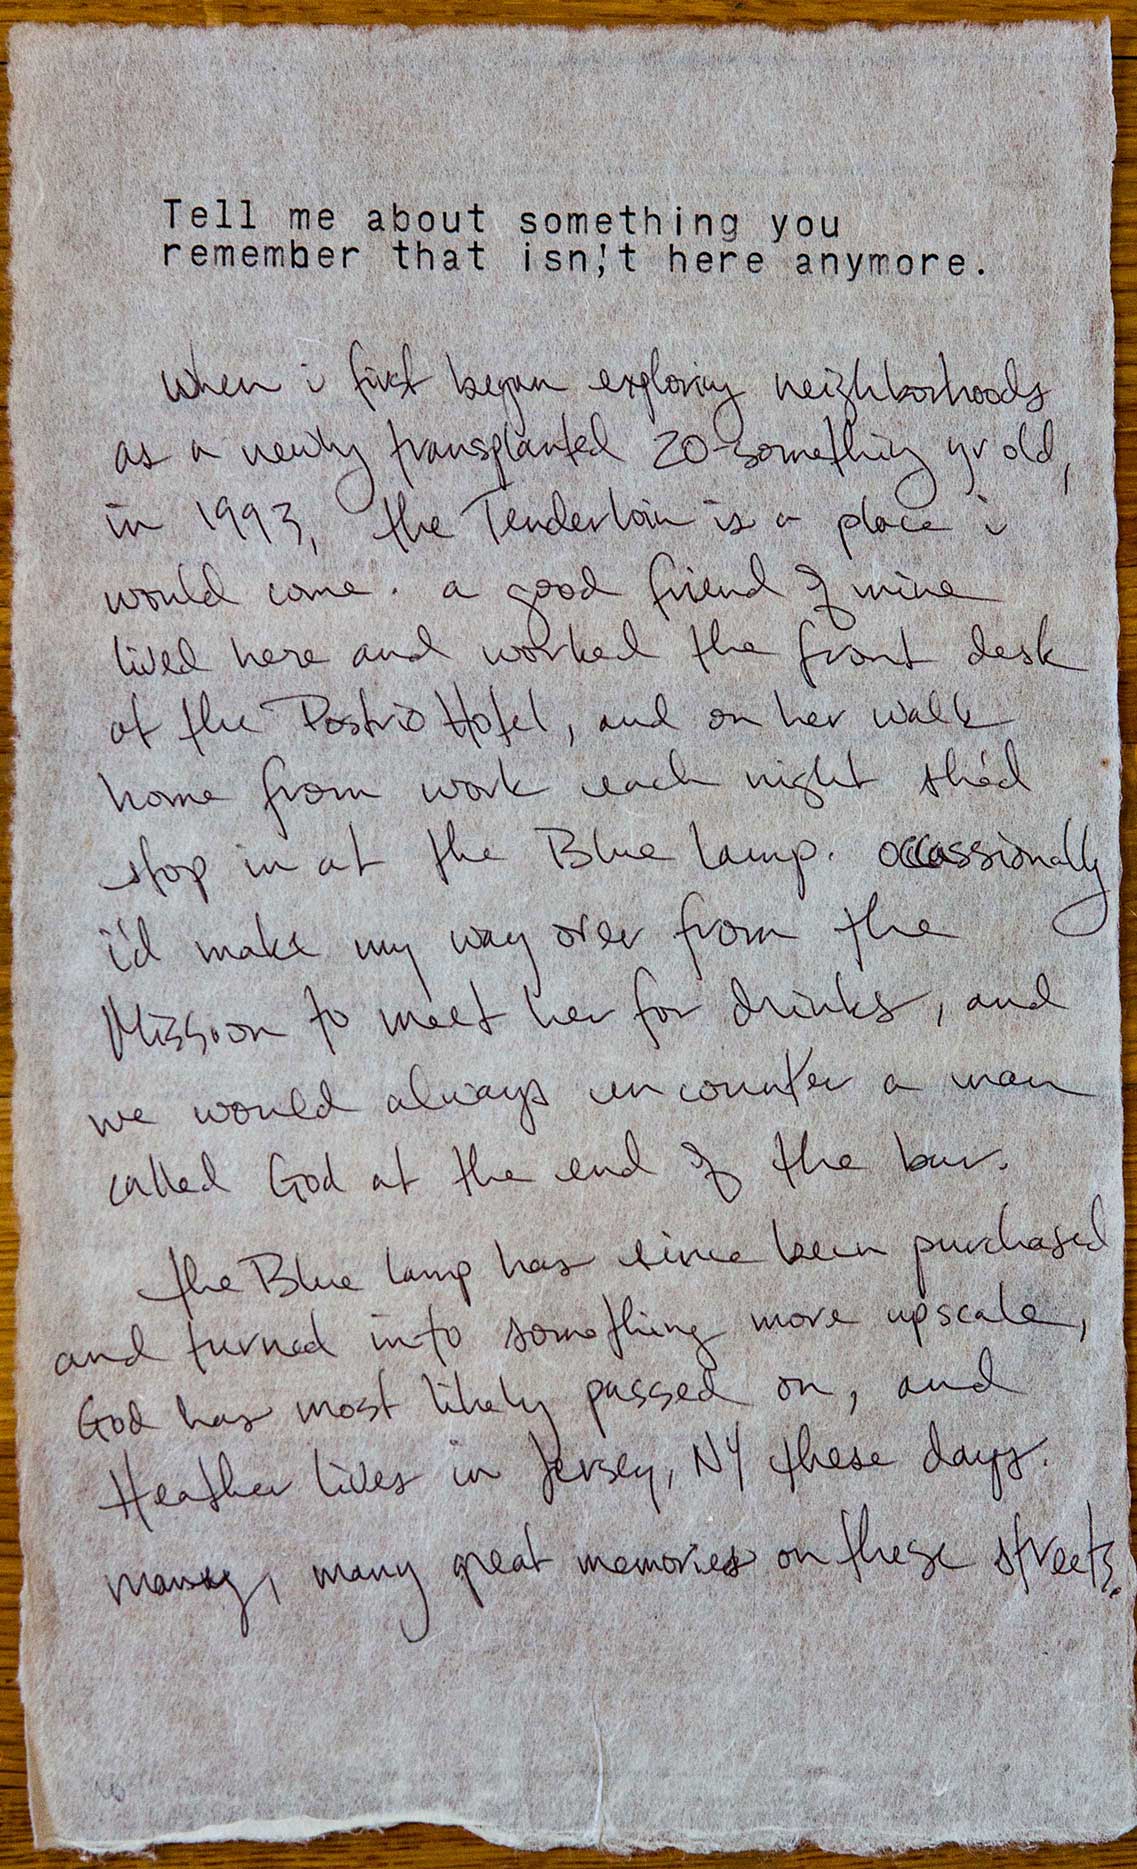 Tell me about something you
remember that isn;'t here anymore.
When i first began exploring neighborhoods
as a newly transplanted 20-something yr old,
in 1993, the Tenderloin is a place i
would come. a good friend of mine
lived here and worked the front desk
at the Postrio Hotel, and on her walk
home from work each night she'd
stop in at the Blue Lamp. occassionally
i'd make my way over from the
Mission to meet her for drinks, and
we would always encounter a man
called God at the end of the bar.
the Blue Lamp has since been purchased
and turned into something more upscale,
God has most likely passed on, and
Heather lives in Jersey, NY these days.
many, many great memories on these streets.